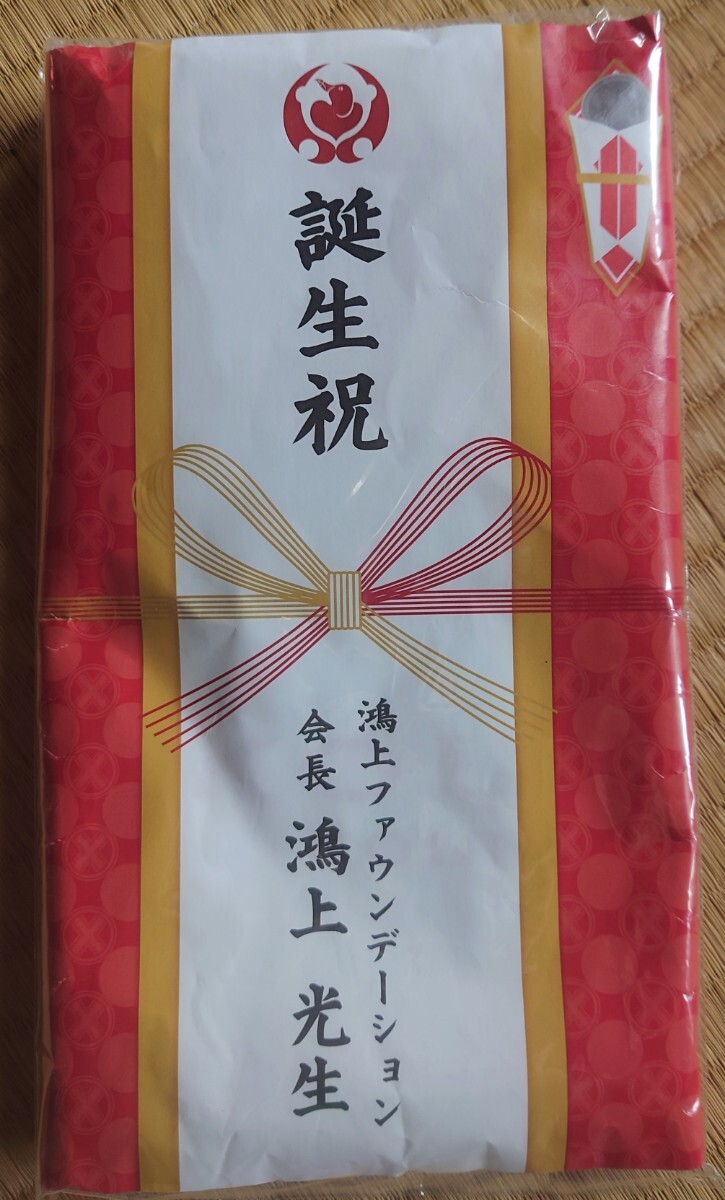 誕生祝
鴻上ファウンデーション
会長 鴻上 光生